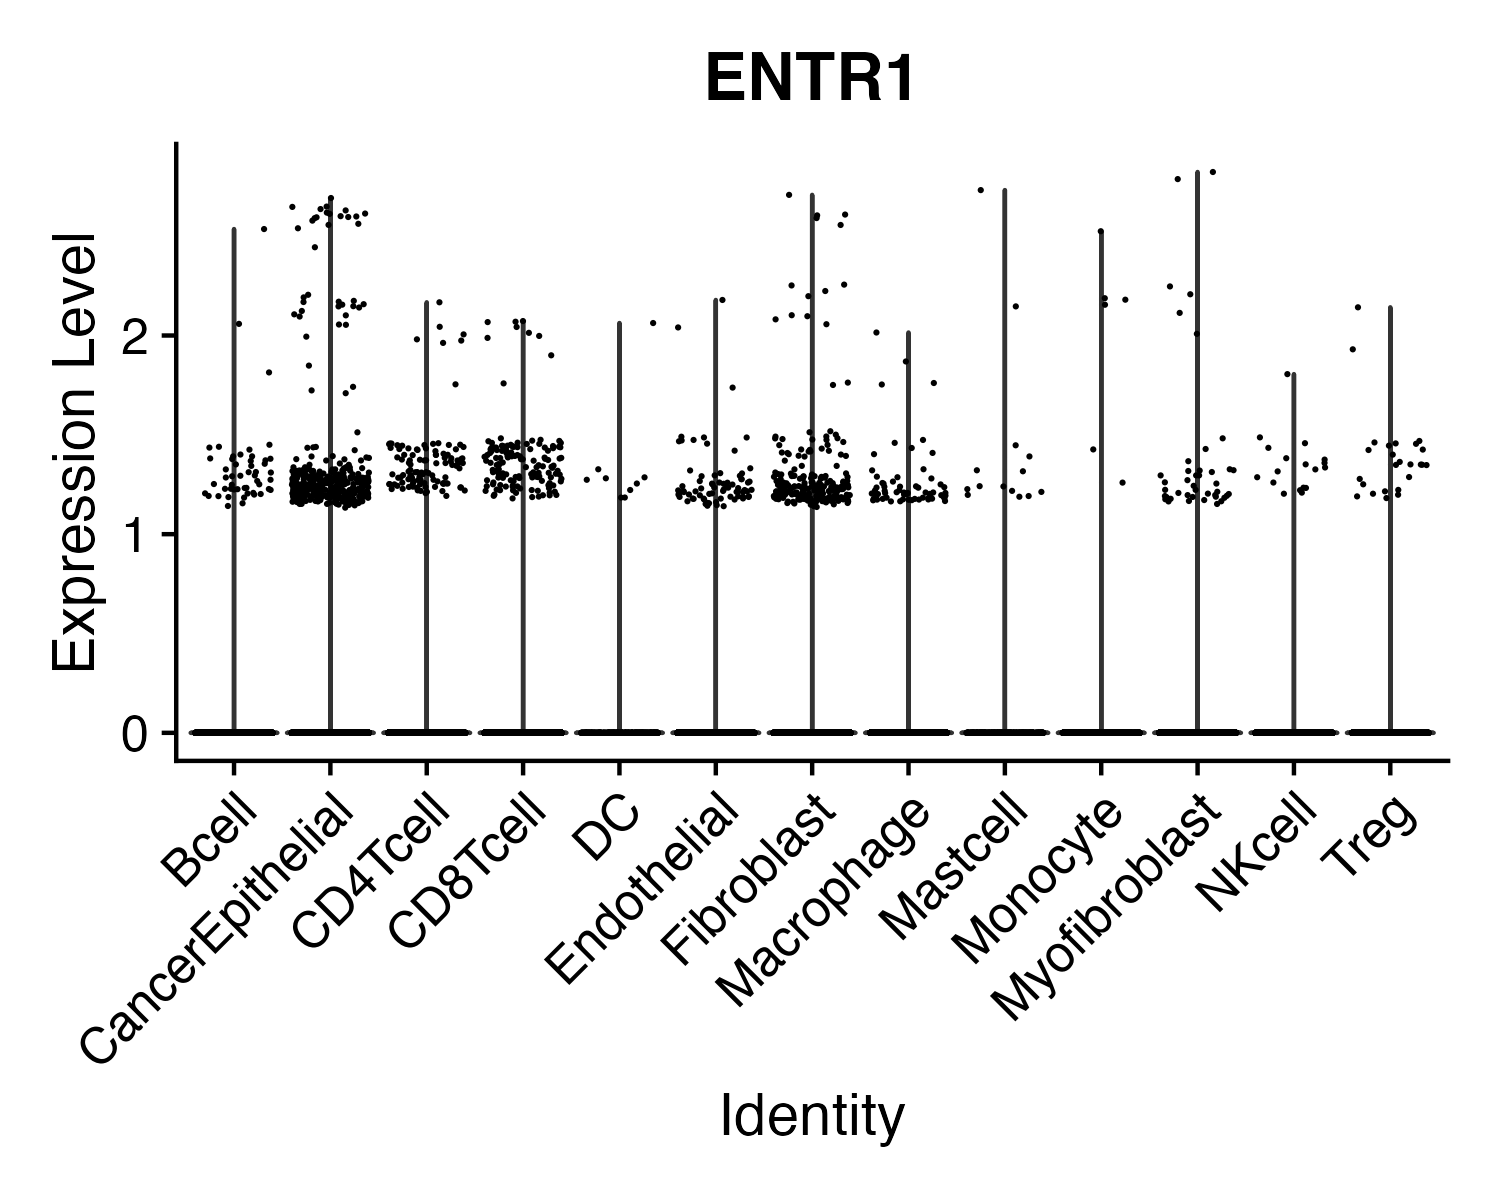 ENTR1
Expression Level
2
1
0
Bcell
CancerEpithelial
CD4Tcell
CD8Tcell
DC
Endothelial
Fibroblast
Macrophage
Mastcell
Monocyte
Myofibroblast
NKcell
Treg
Identity